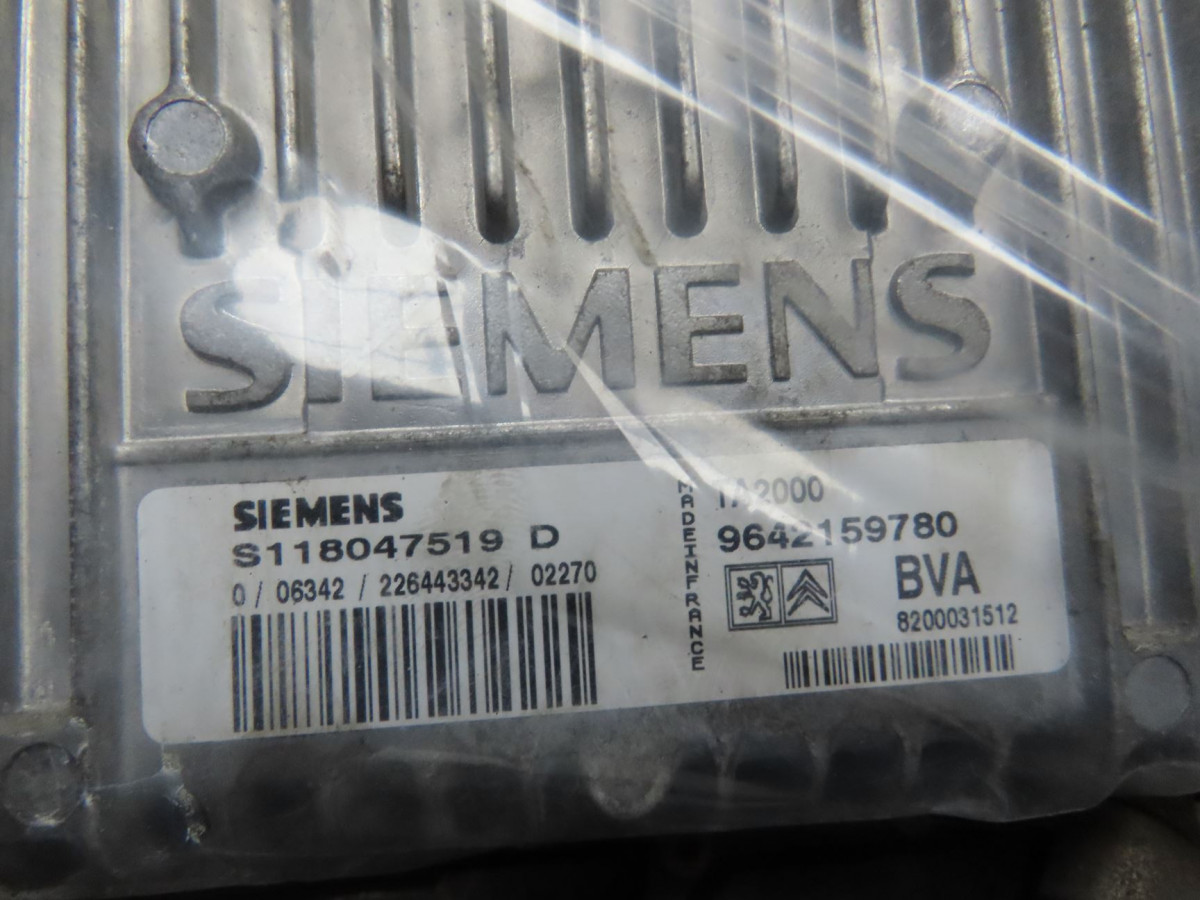 SIEMENS
SIEMENS
S118047519 D
0/ 06342 / 226443342/ 02270
MADEINFRANCE
TA2000
9642159780
BVA
8200031512